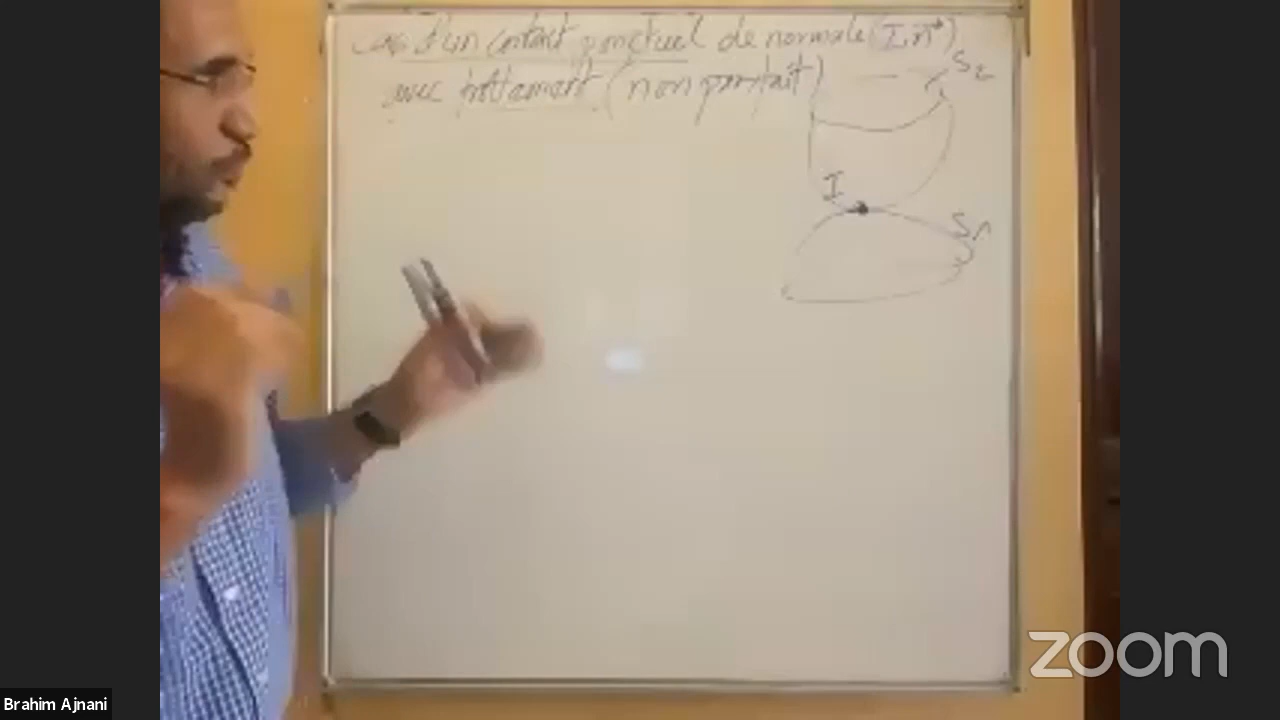 Cas d'un contact ponctuel de normale (I, n⃗)
avec frottement (non parfait)
S2
I
S1
zoom
Brahim Ajnani